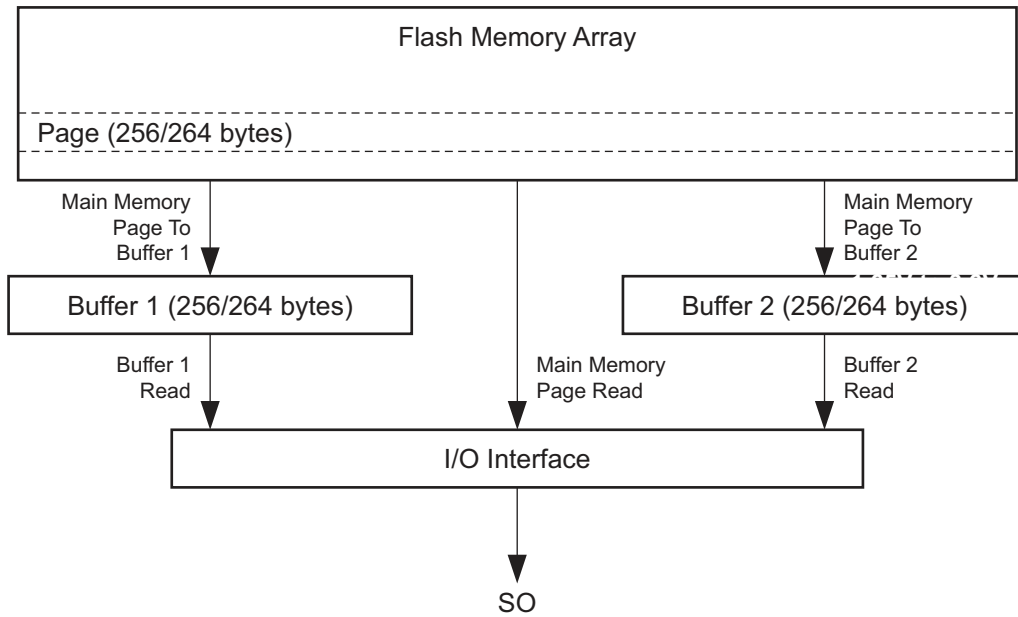 Flash Memory Array
Page (256/264 bytes)
Main Memory
Page To
Buffer 1
Main Memory
Page To
Buffer 2
Buffer 1 (256/264 bytes)
Buffer 2 (256/264 bytes)
Buffer 1
Read
Main Memory
Page Read
Buffer 2
Read
I/O Interface
SO